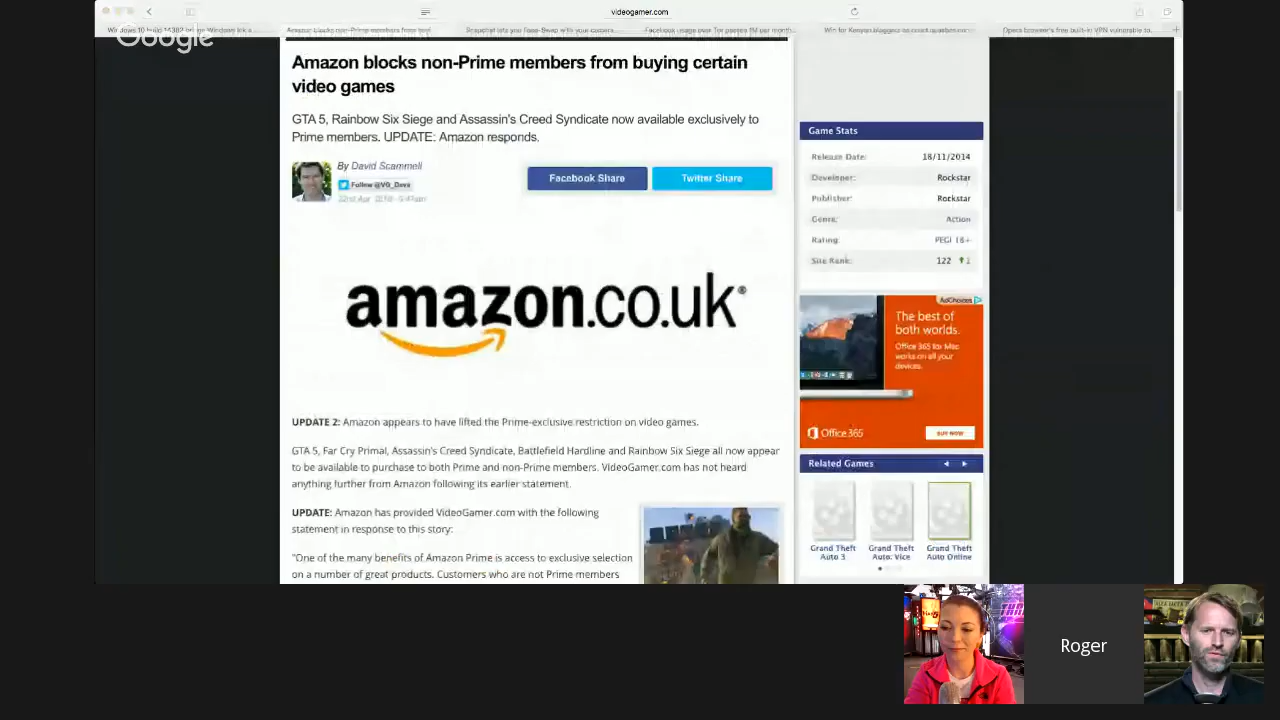 videogamer.com
Google
Amazon blocks non-Prime members from buying certain
video games
GTA 5, Rainbow Six Siege and Assassin's Creed Syndicate now available exclusively to
Prime members. UPDATE: Amazon responds.
By David Scammell
Follow @VG_Dave
Facebook Share
Twitter Share
amazon.co.uk®
UPDATE 2: Amazon appears to have lifted the Prime-exclusive restriction on video games.
GTA 5, Far Cry Primal, Assassin's Creed Syndicate, Battlefield Hardline and Rainbow Six Siege all now appear
to be available to purchase to both Prime and non-Prime members. VideoGamer.com has not heard
anything further from Amazon following its earlier statement.
UPDATE: Amazon has provided VideoGamer.com with the following
statement in response to this story:
"One of the many benefits of Amazon Prime is access to exclusive selection
on a number of great products. Customers who are not Prime members
Game Stats
Release Date: 18/11/2014
Developer: Rockstar
Publisher: Rockstar
Genre: Action
Rating: PEGI 18+
Site Rank: 122
AdChoices
The best of
both worlds.
Office 365 for Mac
works on all your
devices.
Office 365
BUY NOW
Related Games
Grand Theft
Auto 3
Grand Theft
Auto: Vice
Grand Theft
Auto Online
Roger